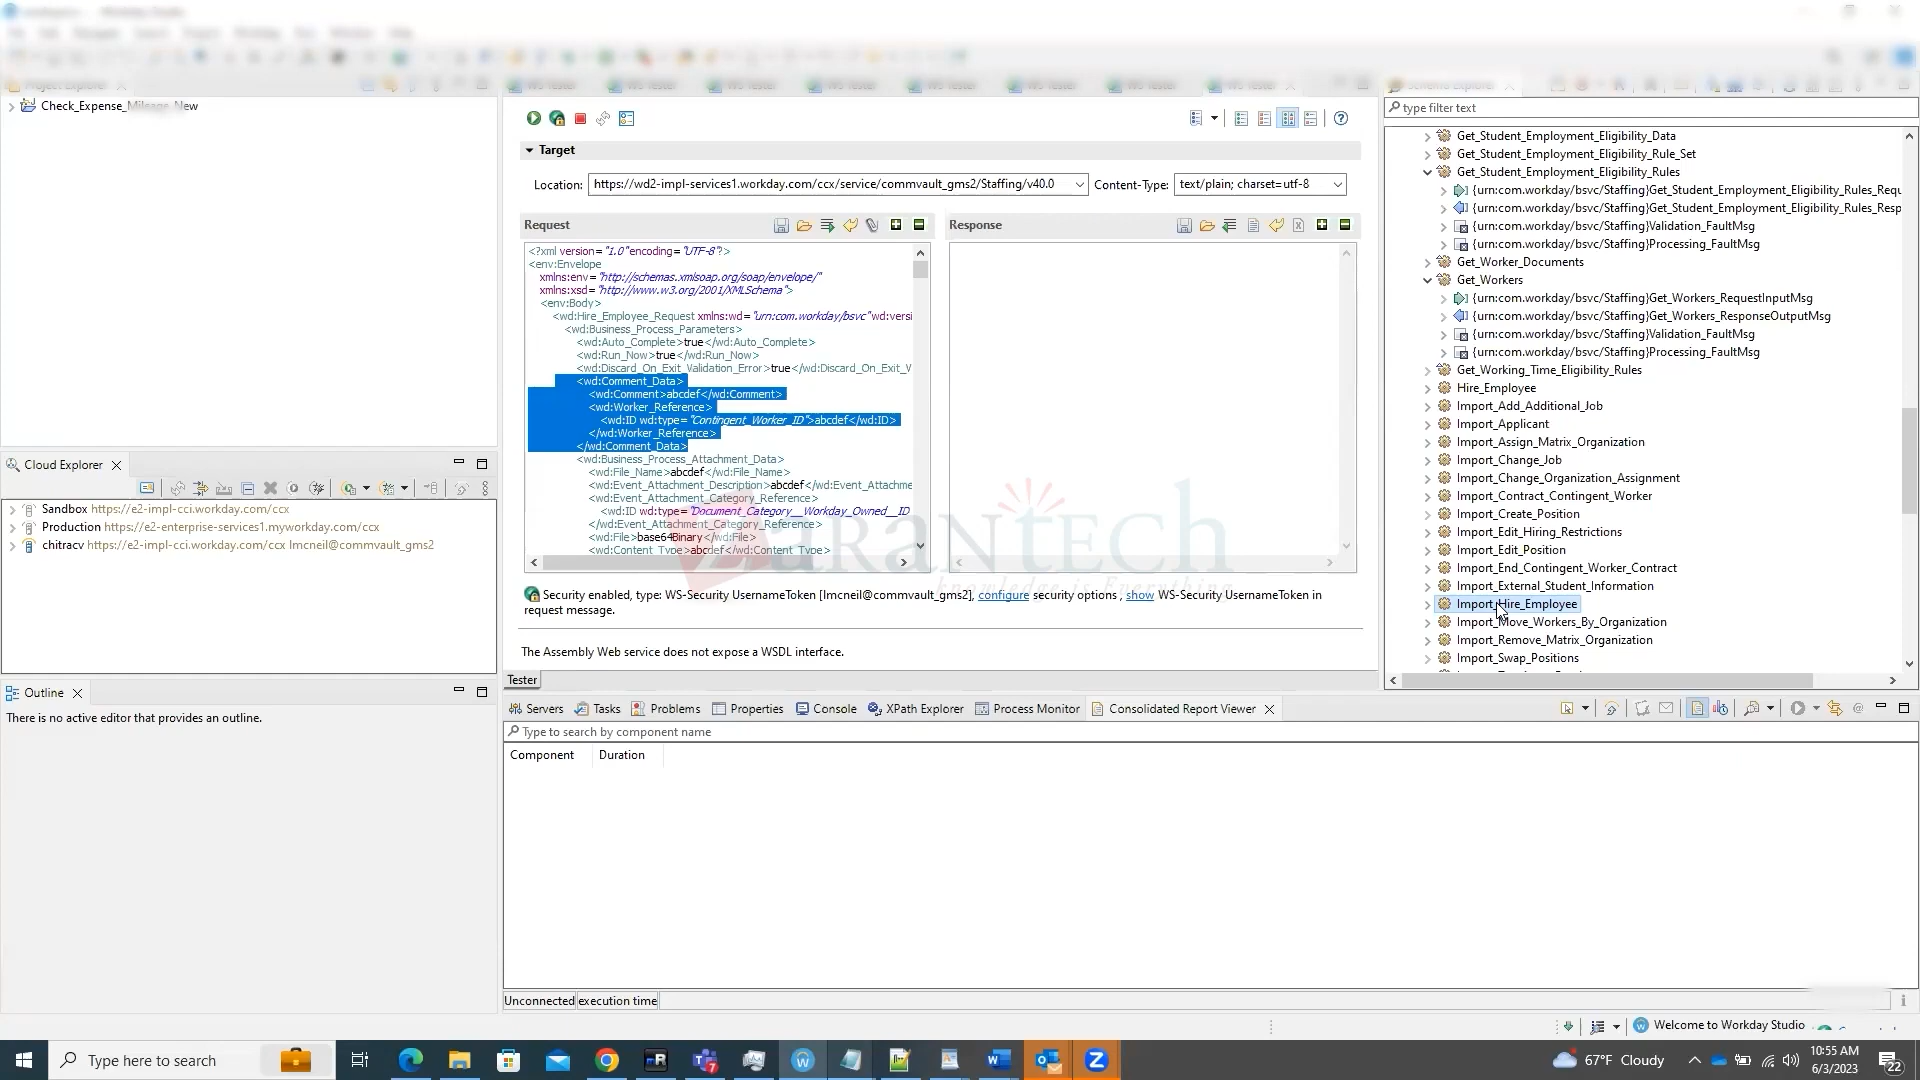 Check_Expense_Mileage_New
Target
Location:
https://wd2-impl-services1.workday.com/ccx/service/commvault_gms2/Staffing/v40.0
Content-Type:
text/plain; charset=utf-8
Request
Response
<?xml version="1.0"encoding="UTF-8"?>
<env:Envelope
xmlns:env="http://schemas.xmlsoap.org/soap/envelope/"
xmlns:xsd="http://www.w3.org/2001/XMLSchema">
<env:Body>
<wd:Hire_Employee_Request xmlns:wd="urn:com.workday/bsvc"wd:versi
<wd:Business_Process_Parameters>
<wd:Auto_Complete>true</wd:Auto_Complete>
<wd:Run_Now>true</wd:Run_Now>
<wd:Discard_On_Exit_Validation_Error>true</wd:Discard_On_Exit_V
<wd:Comment_Data>
<wd:Comment>abcdef</wd:Comment>
<wd:Worker_Reference>
<wd:ID wd:type="Contingent_Worker_ID">abcdef</wd:ID>
</wd:Worker_Reference>
</wd:Comment_Data>
<wd:Business_Process_Attachment_Data>
<wd:File_Name>abcdef</wd:File_Name>
<wd:Event_Attachment_Description>abcdef</wd:Event_Attachme
<wd:Event_Attachment_Category_Reference>
<wd:ID wd:type="Document_Category__Workday_Owned__ID
</wd:Event_Attachment_Category_Reference>
<wd:File>base64Binary</wd:File>
<wd:Content_Type>abcdef</wd:Content_Type>
Security enabled, type: WS-Security UsernameToken [lmcneil@commvault_gms2], configure security options , show WS-Security UsernameToken in
request message.
The Assembly Web service does not expose a WSDL interface.
Tester
type filter text
Get_Student_Employment_Eligibility_Data
Get_Student_Employment_Eligibility_Rule_Set
Get_Student_Employment_Eligibility_Rules
{urn:com.workday/bsvc/Staffing}Get_Student_Employment_Eligibility_Rules_Requ
{urn:com.workday/bsvc/Staffing}Get_Student_Employment_Eligibility_Rules_Resp
{urn:com.workday/bsvc/Staffing}Validation_FaultMsg
{urn:com.workday/bsvc/Staffing}Processing_FaultMsg
Get_Worker_Documents
Get_Workers
{urn:com.workday/bsvc/Staffing}Get_Workers_RequestInputMsg
{urn:com.workday/bsvc/Staffing}Get_Workers_ResponseOutputMsg
{urn:com.workday/bsvc/Staffing}Validation_FaultMsg
{urn:com.workday/bsvc/Staffing}Processing_FaultMsg
Get_Working_Time_Eligibility_Rules
Hire_Employee
Import_Add_Additional_Job
Import_Applicant
Import_Assign_Matrix_Organization
Import_Change_Job
Import_Change_Organization_Assignment
Import_Contract_Contingent_Worker
Import_Create_Position
Import_Edit_Hiring_Restrictions
Import_Edit_Position
Import_End_Contingent_Worker_Contract
Import_External_Student_Information
Import_Hire_Employee
Import_Move_Workers_By_Organization
Import_Remove_Matrix_Organization
Import_Swap_Positions
Cloud Explorer
Sandbox https://e2-impl-cci.workday.com/ccx
Production https://e2-enterprise-services1.myworkday.com/ccx
chitracv https://e2-impl-cci.workday.com/ccx lmcneil@commvault_gms2
Outline
There is no active editor that provides an outline.
ZARANTECH
knowledge is Everything
Servers
Tasks
Problems
Properties
Console
XPath Explorer
Process Monitor
Consolidated Report Viewer
Type to search by component name
Component
Duration
Unconnected
execution time
Welcome to Workday Studio
Type here to search
67°F Cloudy
10:55 AM
6/3/2023
22